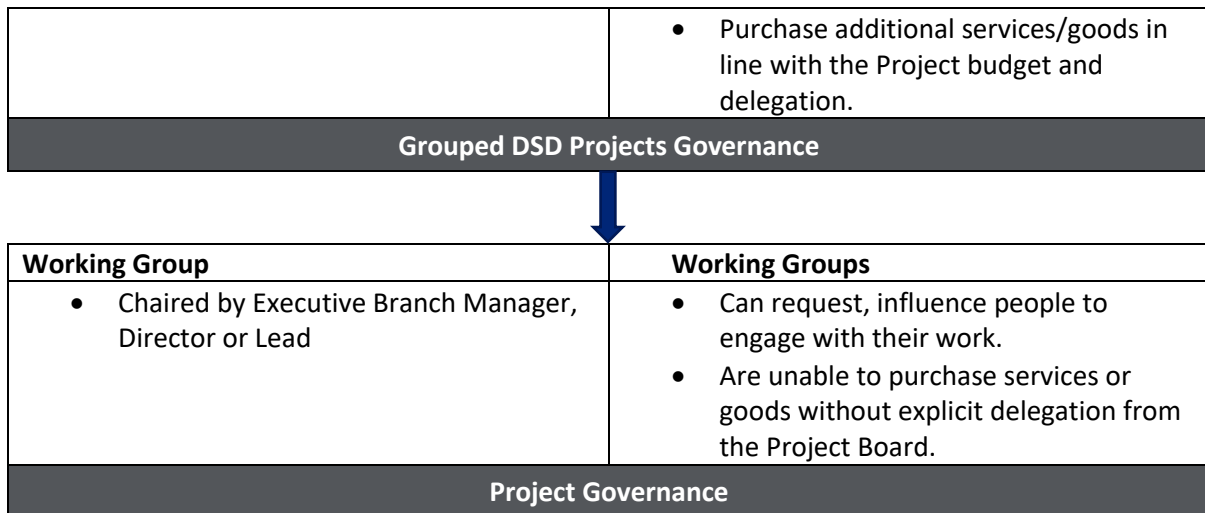 • Purchase additional services/goods in
line with the Project budget and
delegation.
Grouped DSD Projects Governance
Working Group
• Chaired by Executive Branch Manager,
Director or Lead
Working Groups
• Can request, influence people to
engage with their work.
• Are unable to purchase services or
goods without explicit delegation from
the Project Board.
Project Governance